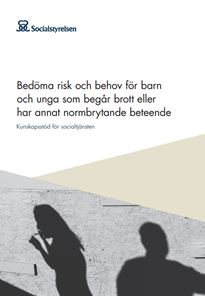 Socialstyrelsen
Bedöma risk och behov för barn
och unga som begår brott eller
har annat normbrytande beteende
Kunskapsstöd för socialtjänsten